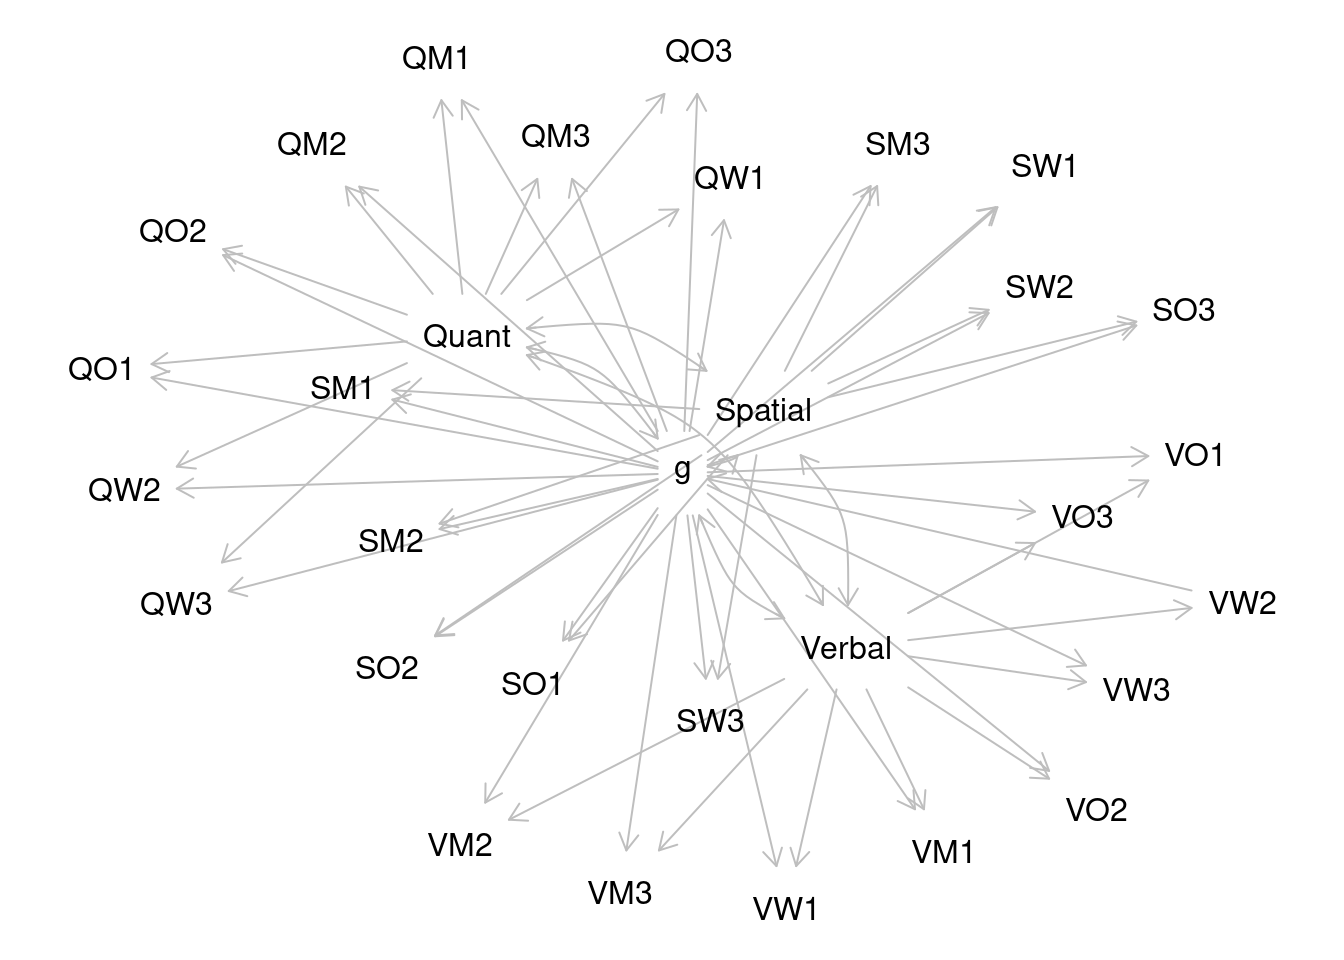 QO3
QM1
QM3
QM2
SM3
SW1
QW1
QO2
SW2
SO3
Quant
QO1
SM1
Spatial
VO1
g
QW2
VO3
SM2
QW3
VW2
Verbal
SO2
SO1
VW3
SW3
VO2
VM2
VM1
VM3
VW1